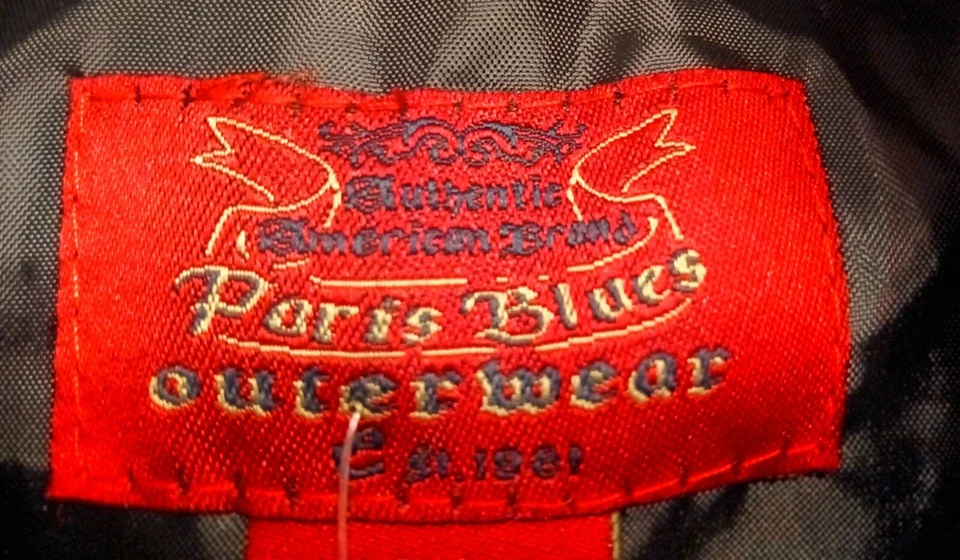 Authentic
American Brand
Paris Blues
outerwear
Est. 1981